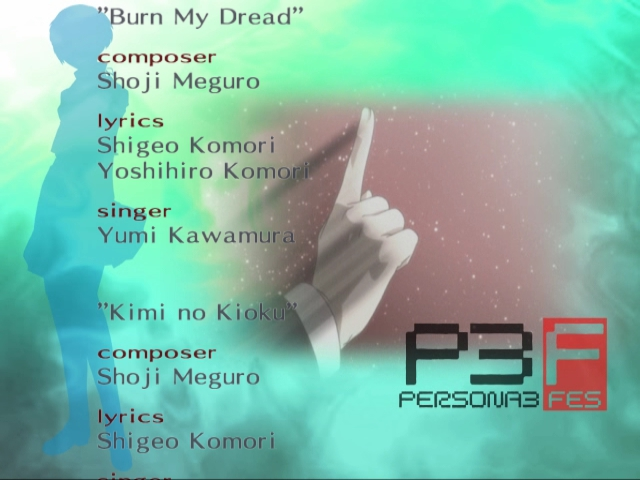 "Burn My Dread"
composer
Shoji Meguro
lyrics
Shigeo Komori
Yoshihiro Komori
singer
Yumi Kawamura
"Kimi no Kioku"
composer
Shoji Meguro
lyrics
Shigeo Komori
singer
P3F
PERSONA3 FES